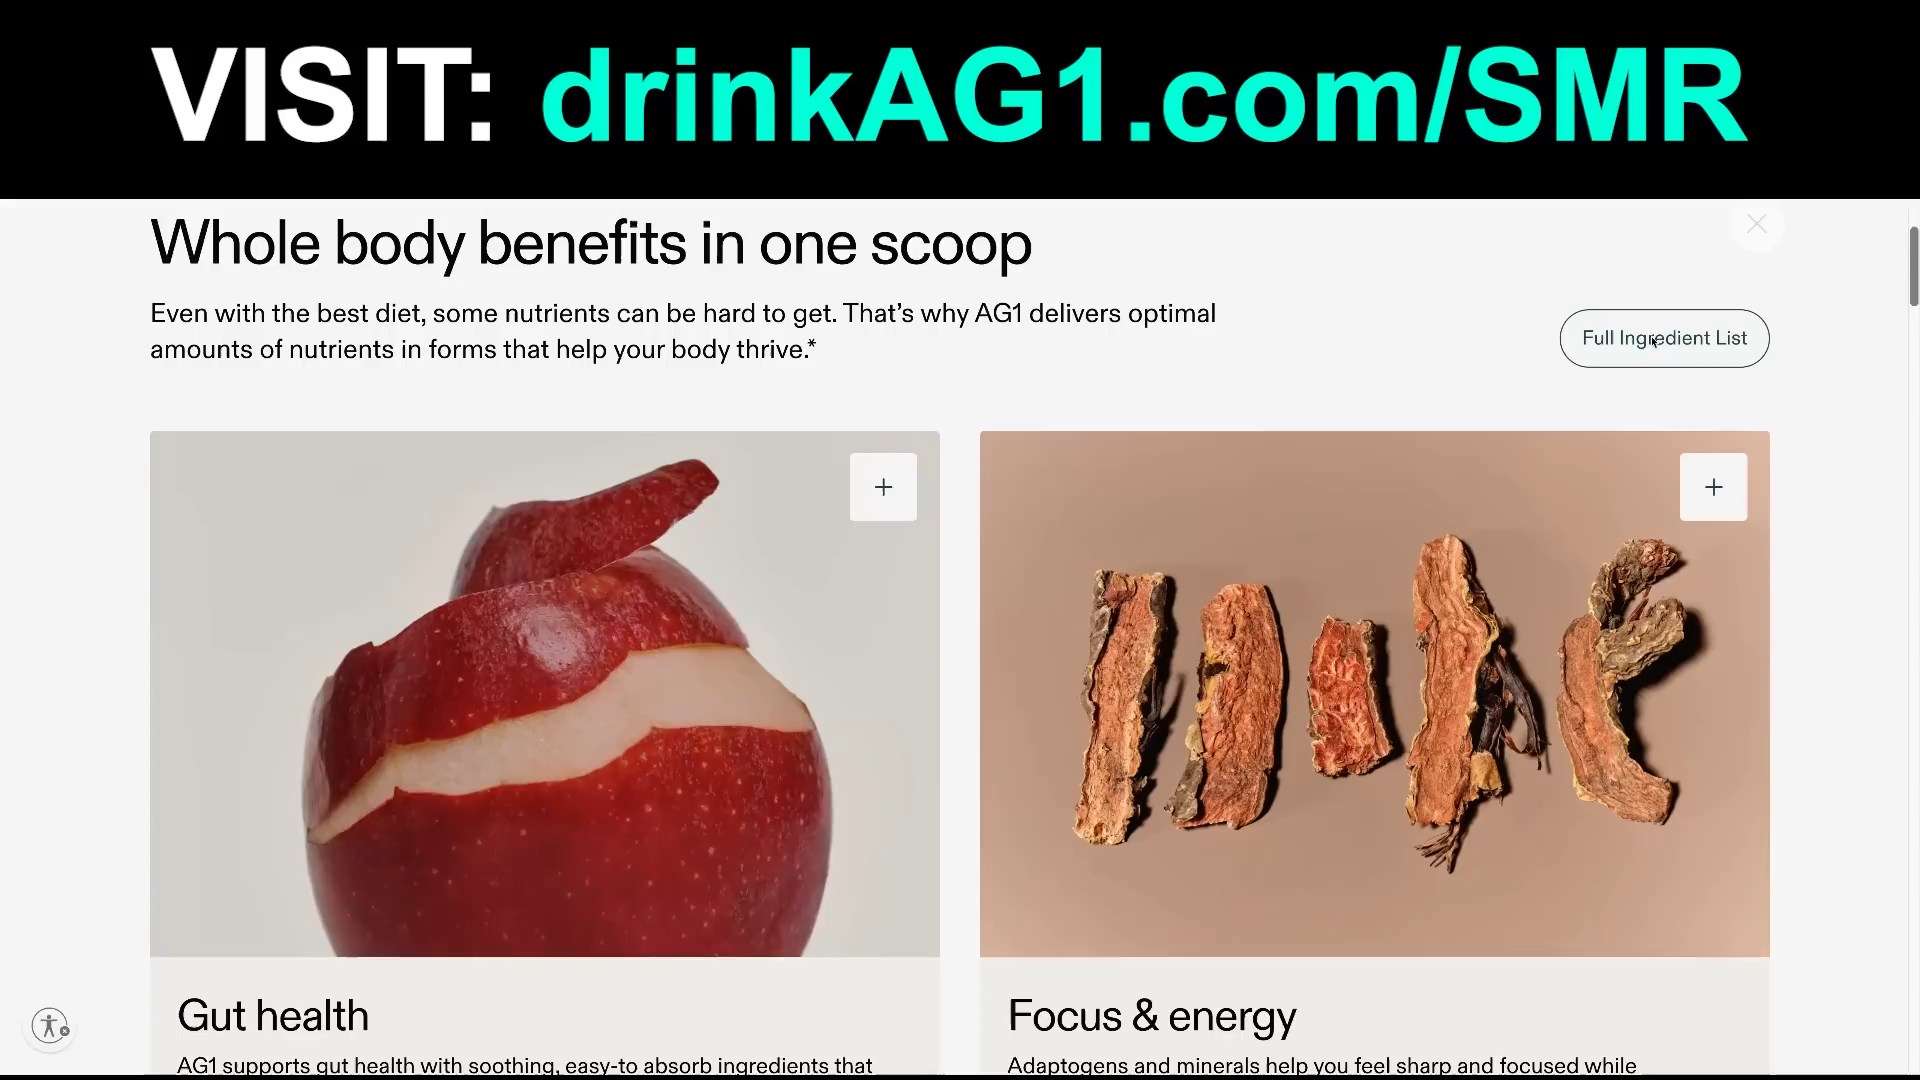 VISIT: drinkAG1.com/SMR
Whole body benefits in one scoop
Even with the best diet, some nutrients can be hard to get. That’s why AG1 delivers optimal
amounts of nutrients in forms that help your body thrive.*
Full Ingredient List
Gut health
AG1 supports gut health with soothing, easy-to absorb ingredients that
Focus & energy
Adaptogens and minerals help you feel sharp and focused while